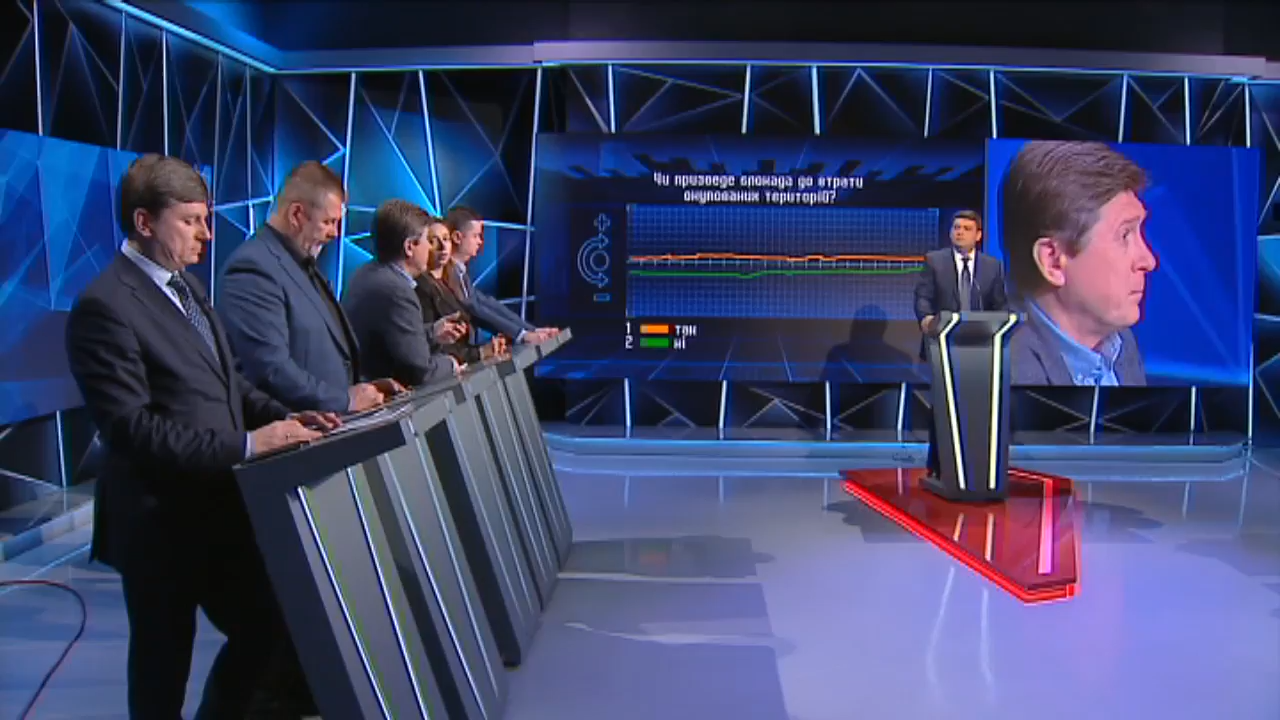 Чи призведе блокада до втрати
окупованих територій?
1 так
2 ні